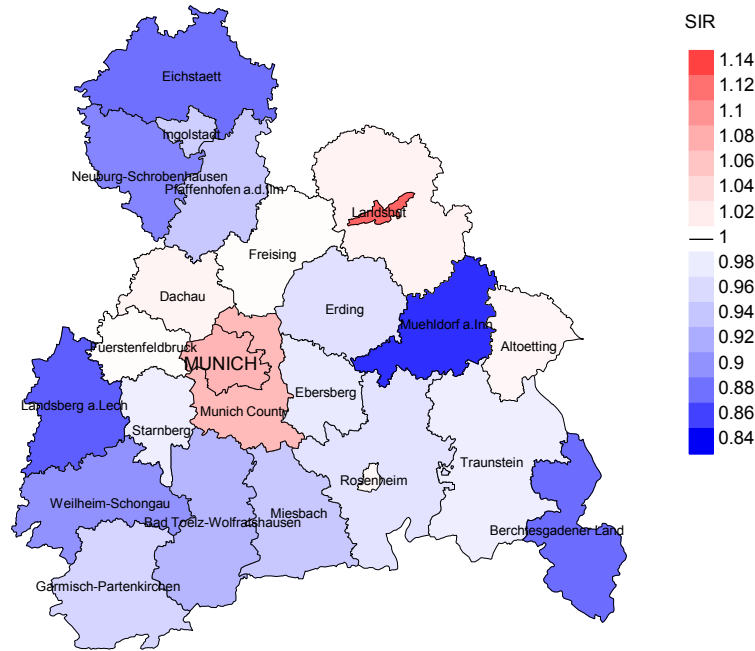 SIR
1.14
1.12
1.1
1.08
1.06
1.04
1.02
1
0.98
0.96
0.94
0.92
0.9
0.88
0.86
0.84
Eichstaett
Ingolstadt
Neuburg-Schrobenhausen
Pfaffenhofen a.d.Ilm
Landshut
Freising
Dachau
Erding
Muehldorf a.Inn
Fuerstenfeldbruck
Altoetting
MUNICH
Ebersberg
Landsberg a.Lech
Munich County
Starnberg
Traunstein
Rosenheim
Miesbach
Weilheim-Schongau
Bad Toelz-Wolfratshausen
Berchtesgadener Land
Garmisch-Partenkirchen